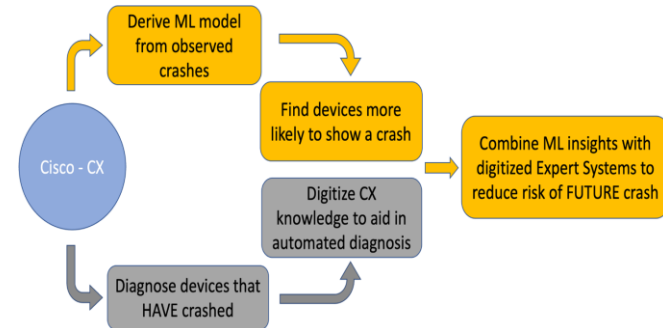 Derive ML model
from observed
crashes
Find devices more
likely to show a crash
Cisco - CX
Combine ML insights with
digitized Expert Systems to
reduce risk of FUTURE crash
Digitize CX
knowledge to aid in
automated diagnosis
Diagnose devices that
HAVE crashed